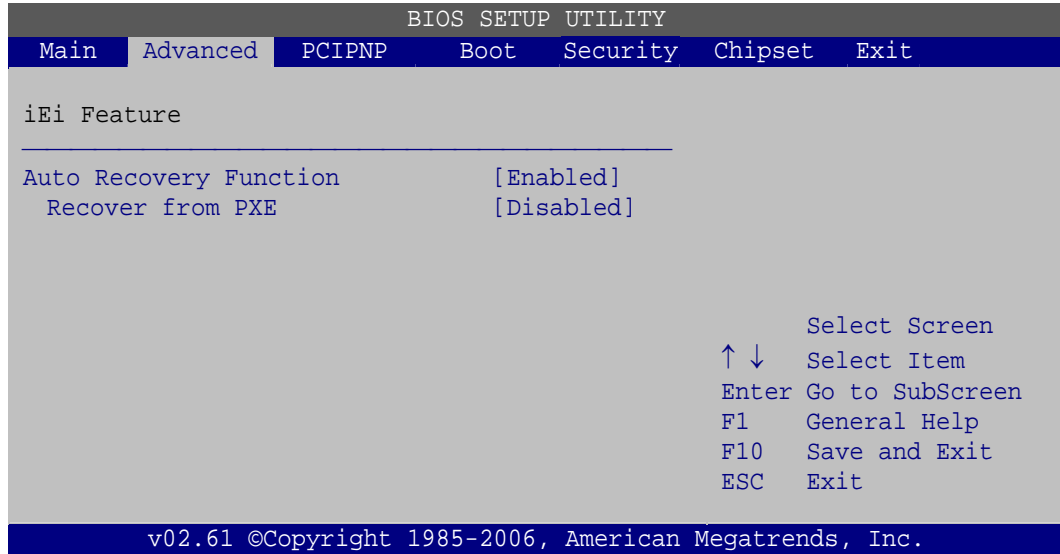 BIOS SETUP UTILITY
Main Advanced PCIPNP Boot Security Chipset Exit
iEi Feature
Auto Recovery Function [Enabled]
Recover from PXE [Disabled]
Select Screen
↑ ↓ Select Item
Enter Go to SubScreen
F1 General Help
F10 Save and Exit
ESC Exit
v02.61 ©Copyright 1985-2006, American Megatrends, Inc.